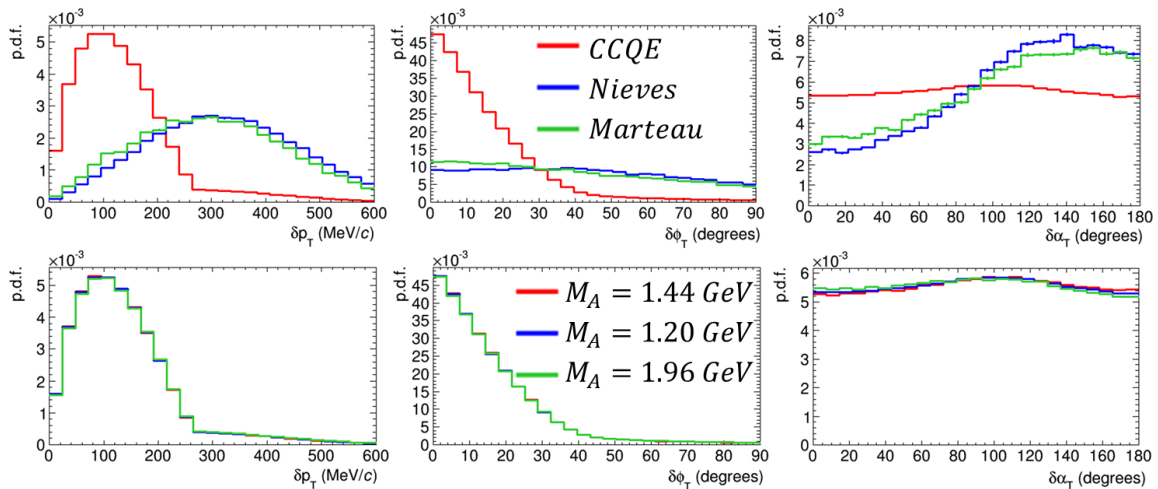 ×10⁻³ ×10⁻³ ×10⁻³
p.d.f. p.d.f. p.d.f.
5 4 3 2 1 0
50 45 40 35 30 25 20 15 10 5 0
8 7 6 5 4 3 2 1 0
CCQE
Nieves
Marteau
0 100 200 300 400 500 600
0 10 20 30 40 50 60 70 80 90
0 20 40 60 80 100 120 140 160 180
δp_T (MeV/c) δϕ_T (degrees) δα_T (degrees)
×10⁻³ ×10⁻³ ×10⁻³
p.d.f. p.d.f. p.d.f.
5 4 3 2 1 0
45 40 35 30 25 20 15 10 5 0
6 5 4 3 2 1 0
M_A = 1.44 GeV
M_A = 1.20 GeV
M_A = 1.96 GeV
0 100 200 300 400 500 600
0 10 20 30 40 50 60 70 80 90
0 20 40 60 80 100 120 140 160 180
δp_T (MeV/c) δϕ_T (degrees) δα_T (degrees)